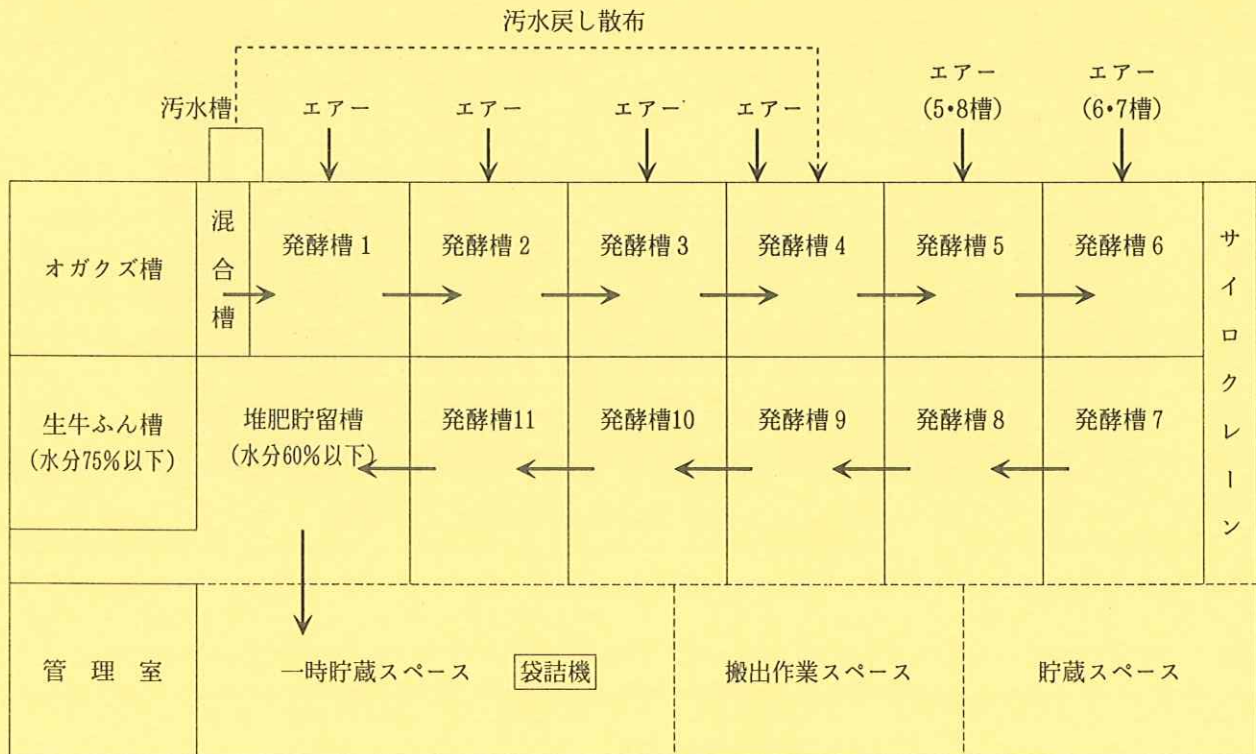 汚水戻し散布
汚水槽
エアー
エアー
エアー
エアー
エアー
(5・8槽)
エアー
(6・7槽)
オガクズ槽
混合槽
発酵槽1
発酵槽2
発酵槽3
発酵槽4
発酵槽5
発酵槽6
サイロクレーン
生牛ふん槽
(水分75%以下)
堆肥貯留槽
(水分60%以下)
発酵槽11
発酵槽10
発酵槽9
発酵槽8
発酵槽7
管理室
一時貯蔵スペース
袋詰機
搬出作業スペース
貯蔵スペース